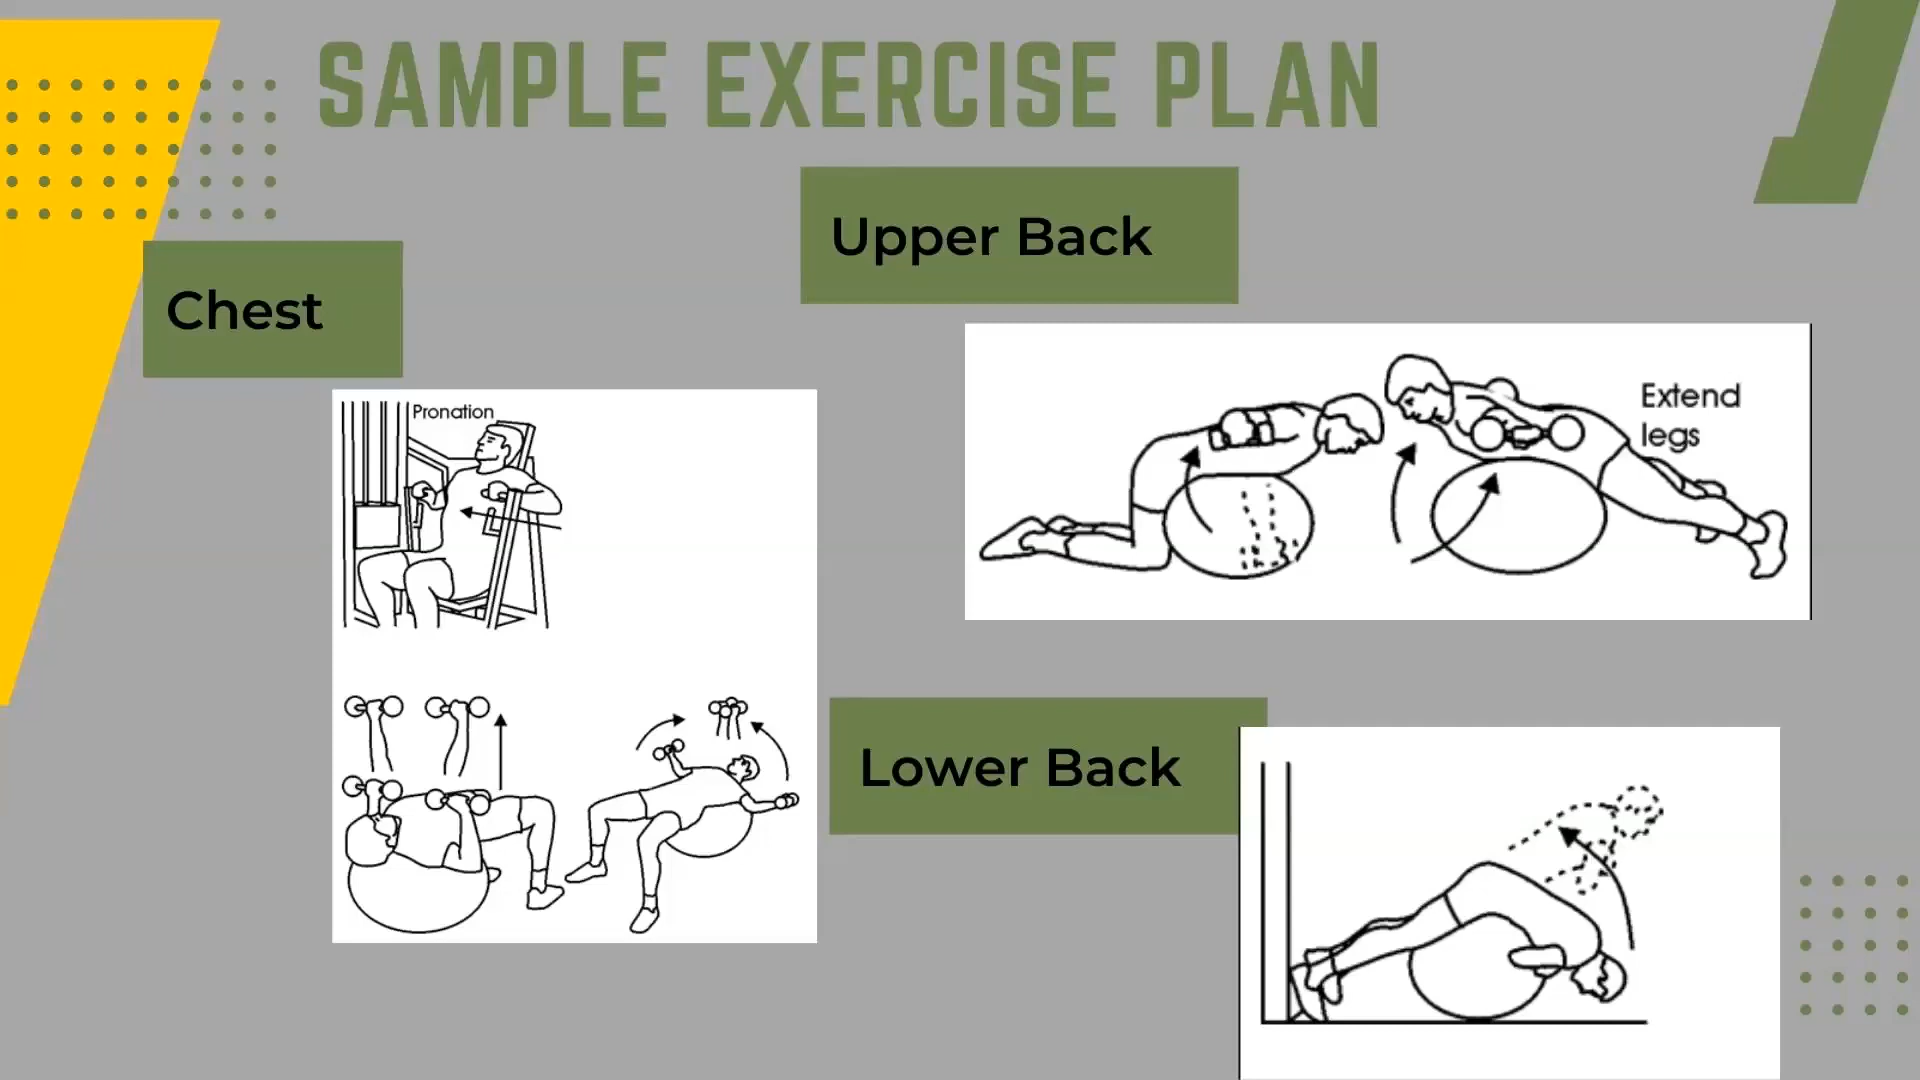 SAMPLE EXERCISE PLAN
Upper Back
Chest
Pronation
Extend
legs
Lower Back